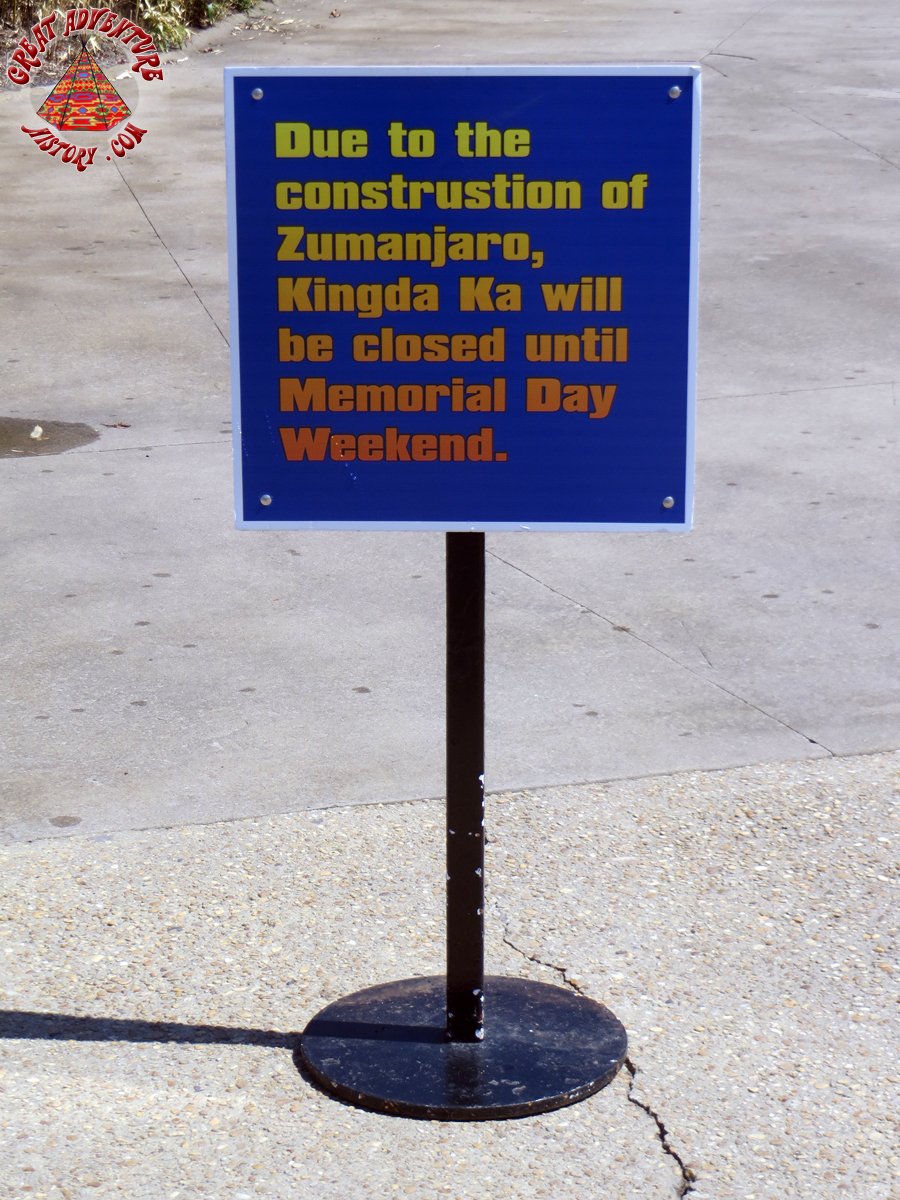 GREAT ADVENTURE
HISTORY.COM
Due to the
construstion of
Zumanjaro,
Kingda Ka will
be closed until
Memorial Day
Weekend.